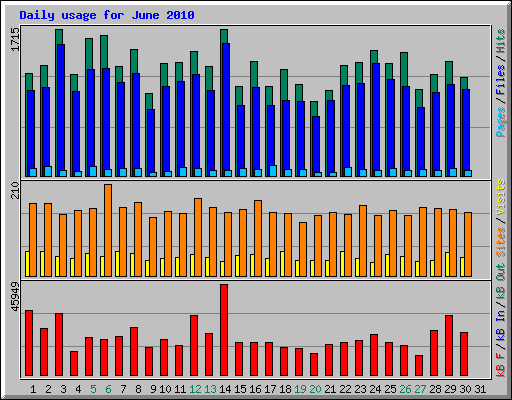 Daily usage for June 2010
1715
Pages / Files / Hits
210
Sites / Visits
45949
kB F / kB In / kB Out
1 2 3 4 5 6 7 8 9 10 11 12 13 14 15 16 17 18 19 20 21 22 23 24 25 26 27 28 29 30 31